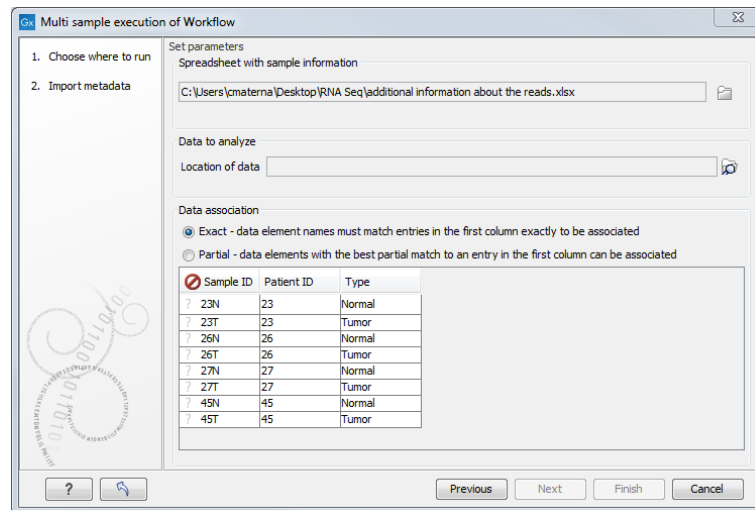 Gx Multi sample execution of Workflow
1. Choose where to run
2. Import metadata
Set parameters
Spreadsheet with sample information
C:\Users\cmaterna\Desktop\RNA Seq\additional information about the reads.xlsx
Data to analyze
Location of data
Data association
Exact - data element names must match entries in the first column exactly to be associated
Partial - data elements with the best partial match to an entry in the first column can be associated
Sample ID Patient ID Type
? 23N 23 Normal
? 23T 23 Tumor
? 26N 26 Normal
? 26T 26 Tumor
? 27N 27 Normal
? 27T 27 Tumor
? 45N 45 Normal
? 45T 45 Tumor
? Previous Next Finish Cancel